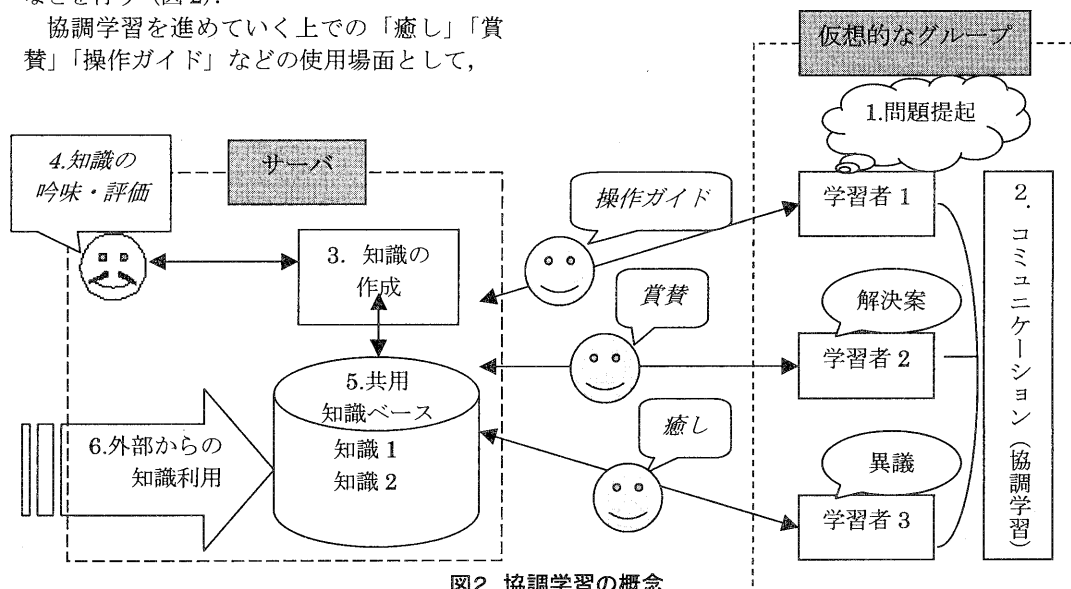 などを行う（図2）．
協調学習を進めていく上での「癒し」「賞
賛」「操作ガイド」などの使用場面として，
仮想的なグループ
1.問題提起
4.知識の
吟味・評価
サーバ
操作ガイド
学習者 1
2．コミュニケーション（協調学習）
3．知識の
作成
賞賛
解決案
学習者 2
5.共用
知識ベース
知識 1
知識 2
癒し
6.外部からの
知識利用
異議
学習者 3
図2 協調学習の概念